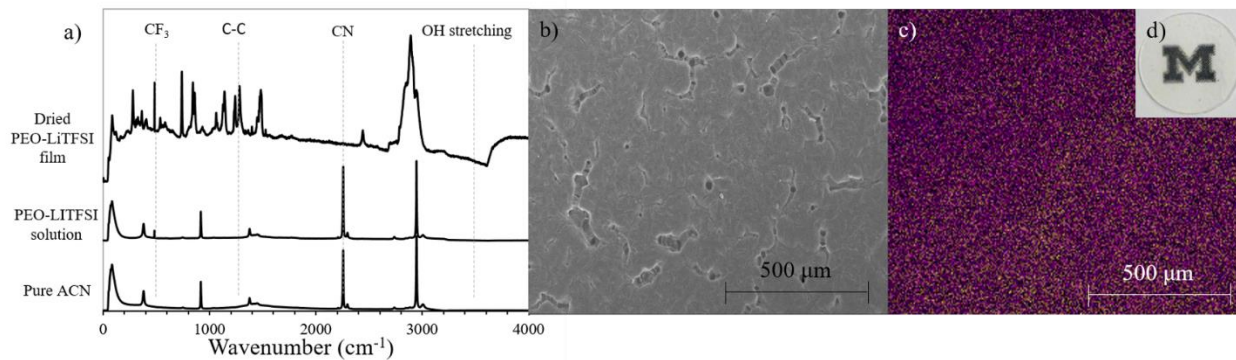 a)
CF3
C-C
CN
OH stretching
Dried
PEO-LiTFSI
film
PEO-LITFSI
solution
Pure ACN
0
1000
2000
3000
4000
Wavenumber (cm-1)
b)
500 μm
c)
500 μm
d)
M